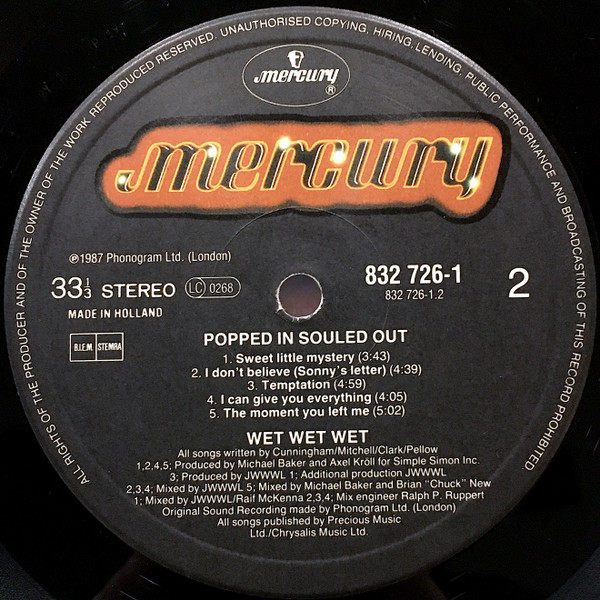 ALL RIGHTS OF THE PRODUCER AND OF THE OWNER OF THE WORK REPRODUCED RESERVED. UNAUTHORISED COPYING, HIRING, LENDING, PUBLIC PERFORMANCE AND BROADCASTING OF THIS RECORD PROHIBITED.
mercury
®
mercury
℗1987 Phonogram Ltd. (London)
33 1/3 STEREO LC 0268
MADE IN HOLLAND
B.I.E.M. STEMRA
832 726-1
832 726-1.2
2
POPPED IN SOULED OUT
1. Sweet little mystery (3:43)
2. I don't believe (Sonny's letter) (4:39)
3. Temptation (4:59)
4. I can give you everything (4:05)
5. The moment you left me (5:02)
WET WET WET
All songs written by Cunningham/Mitchell/Clark/Pellow
1,2,4,5; Produced by Michael Baker and Axel Kröll for Simple Simon Inc.
3; Produced by JWWWL 1; Additional production JWWWL
2,3,4; Mixed by JWWWL 5; Mixed by Michael Baker and Brian "Chuck" New
1; Mixed by JWWWL/Raif McKenna 2,3,4; Mix engineer Ralph P. Ruppert
Original Sound Recording made by Phonogram Ltd. (London)
All songs published by Precious Music
Ltd./Chrysalis Music Ltd.